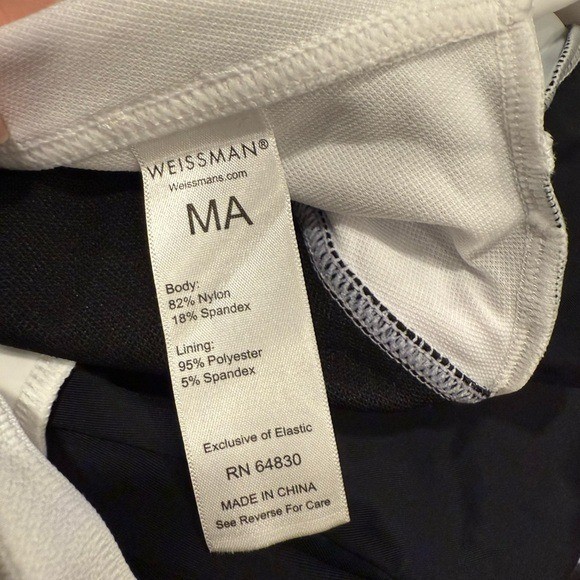 WEISSMAN®
Weissmans.com
MA
Body:
82% Nylon
18% Spandex
Lining:
95% Polyester
5% Spandex
Exclusive of Elastic
RN 64830
MADE IN CHINA
See Reverse For Care